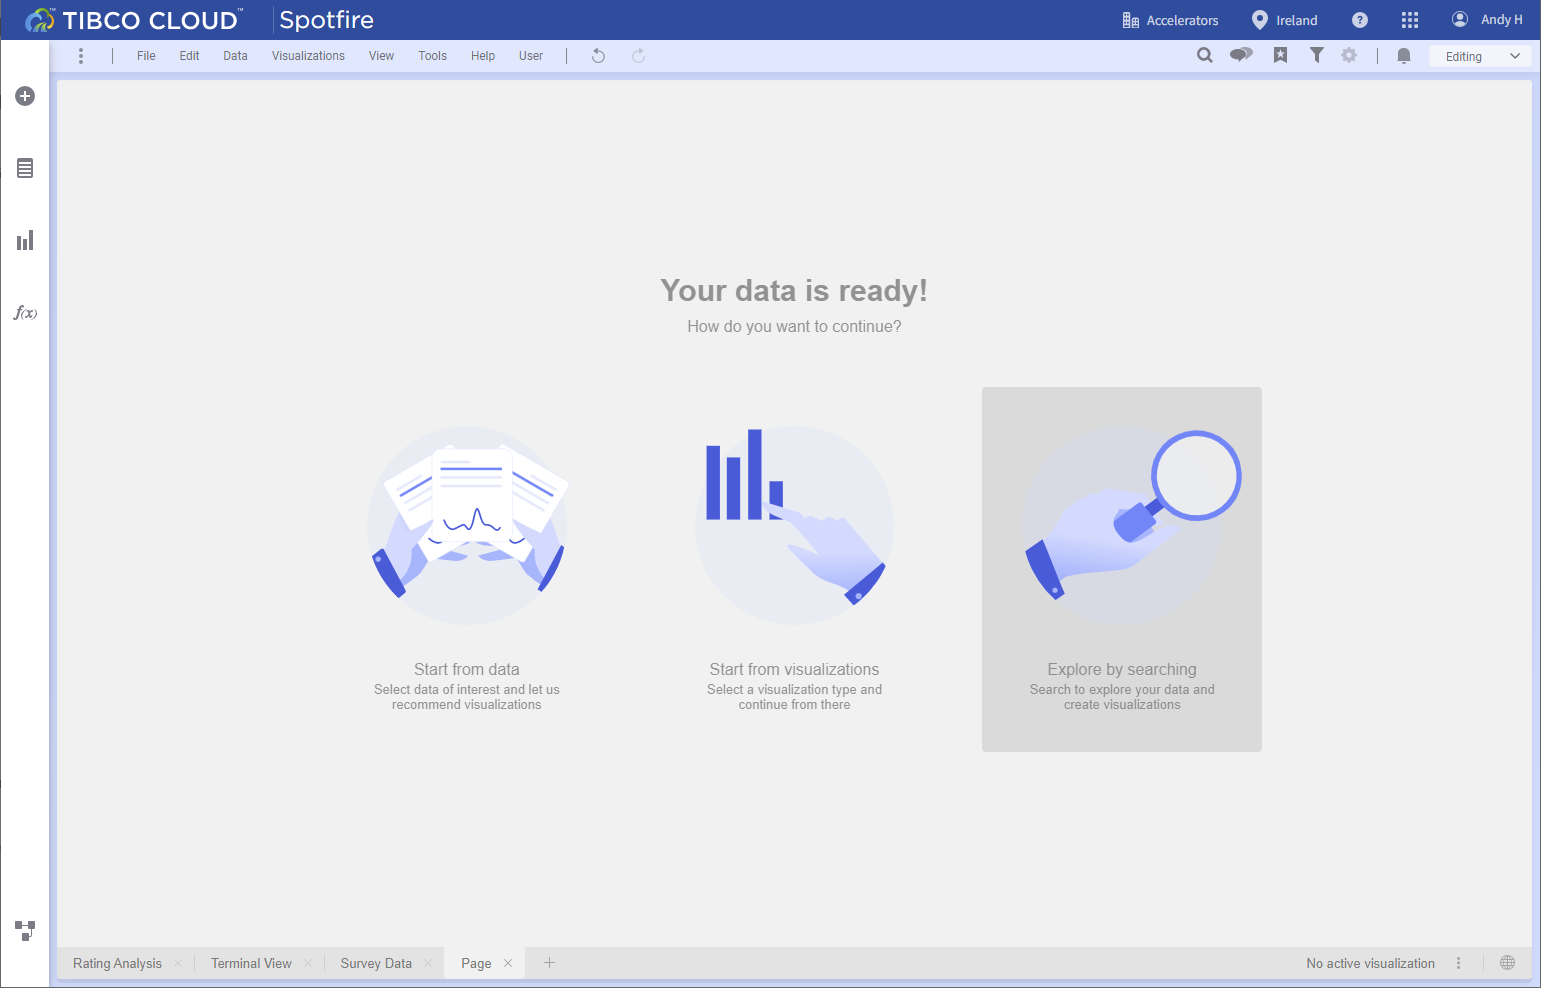 TIBCO CLOUD™ Spotfire Accelerators Ireland ? Andy H
File Edit Data Visualizations View Tools Help User Editing
f(x)
Your data is ready!
How do you want to continue?
Start from data
Select data of interest and let us
recommend visualizations
Start from visualizations
Select a visualization type and
continue from there
Explore by searching
Search to explore your data and
create visualizations
Rating Analysis Terminal View Survey Data Page No active visualization